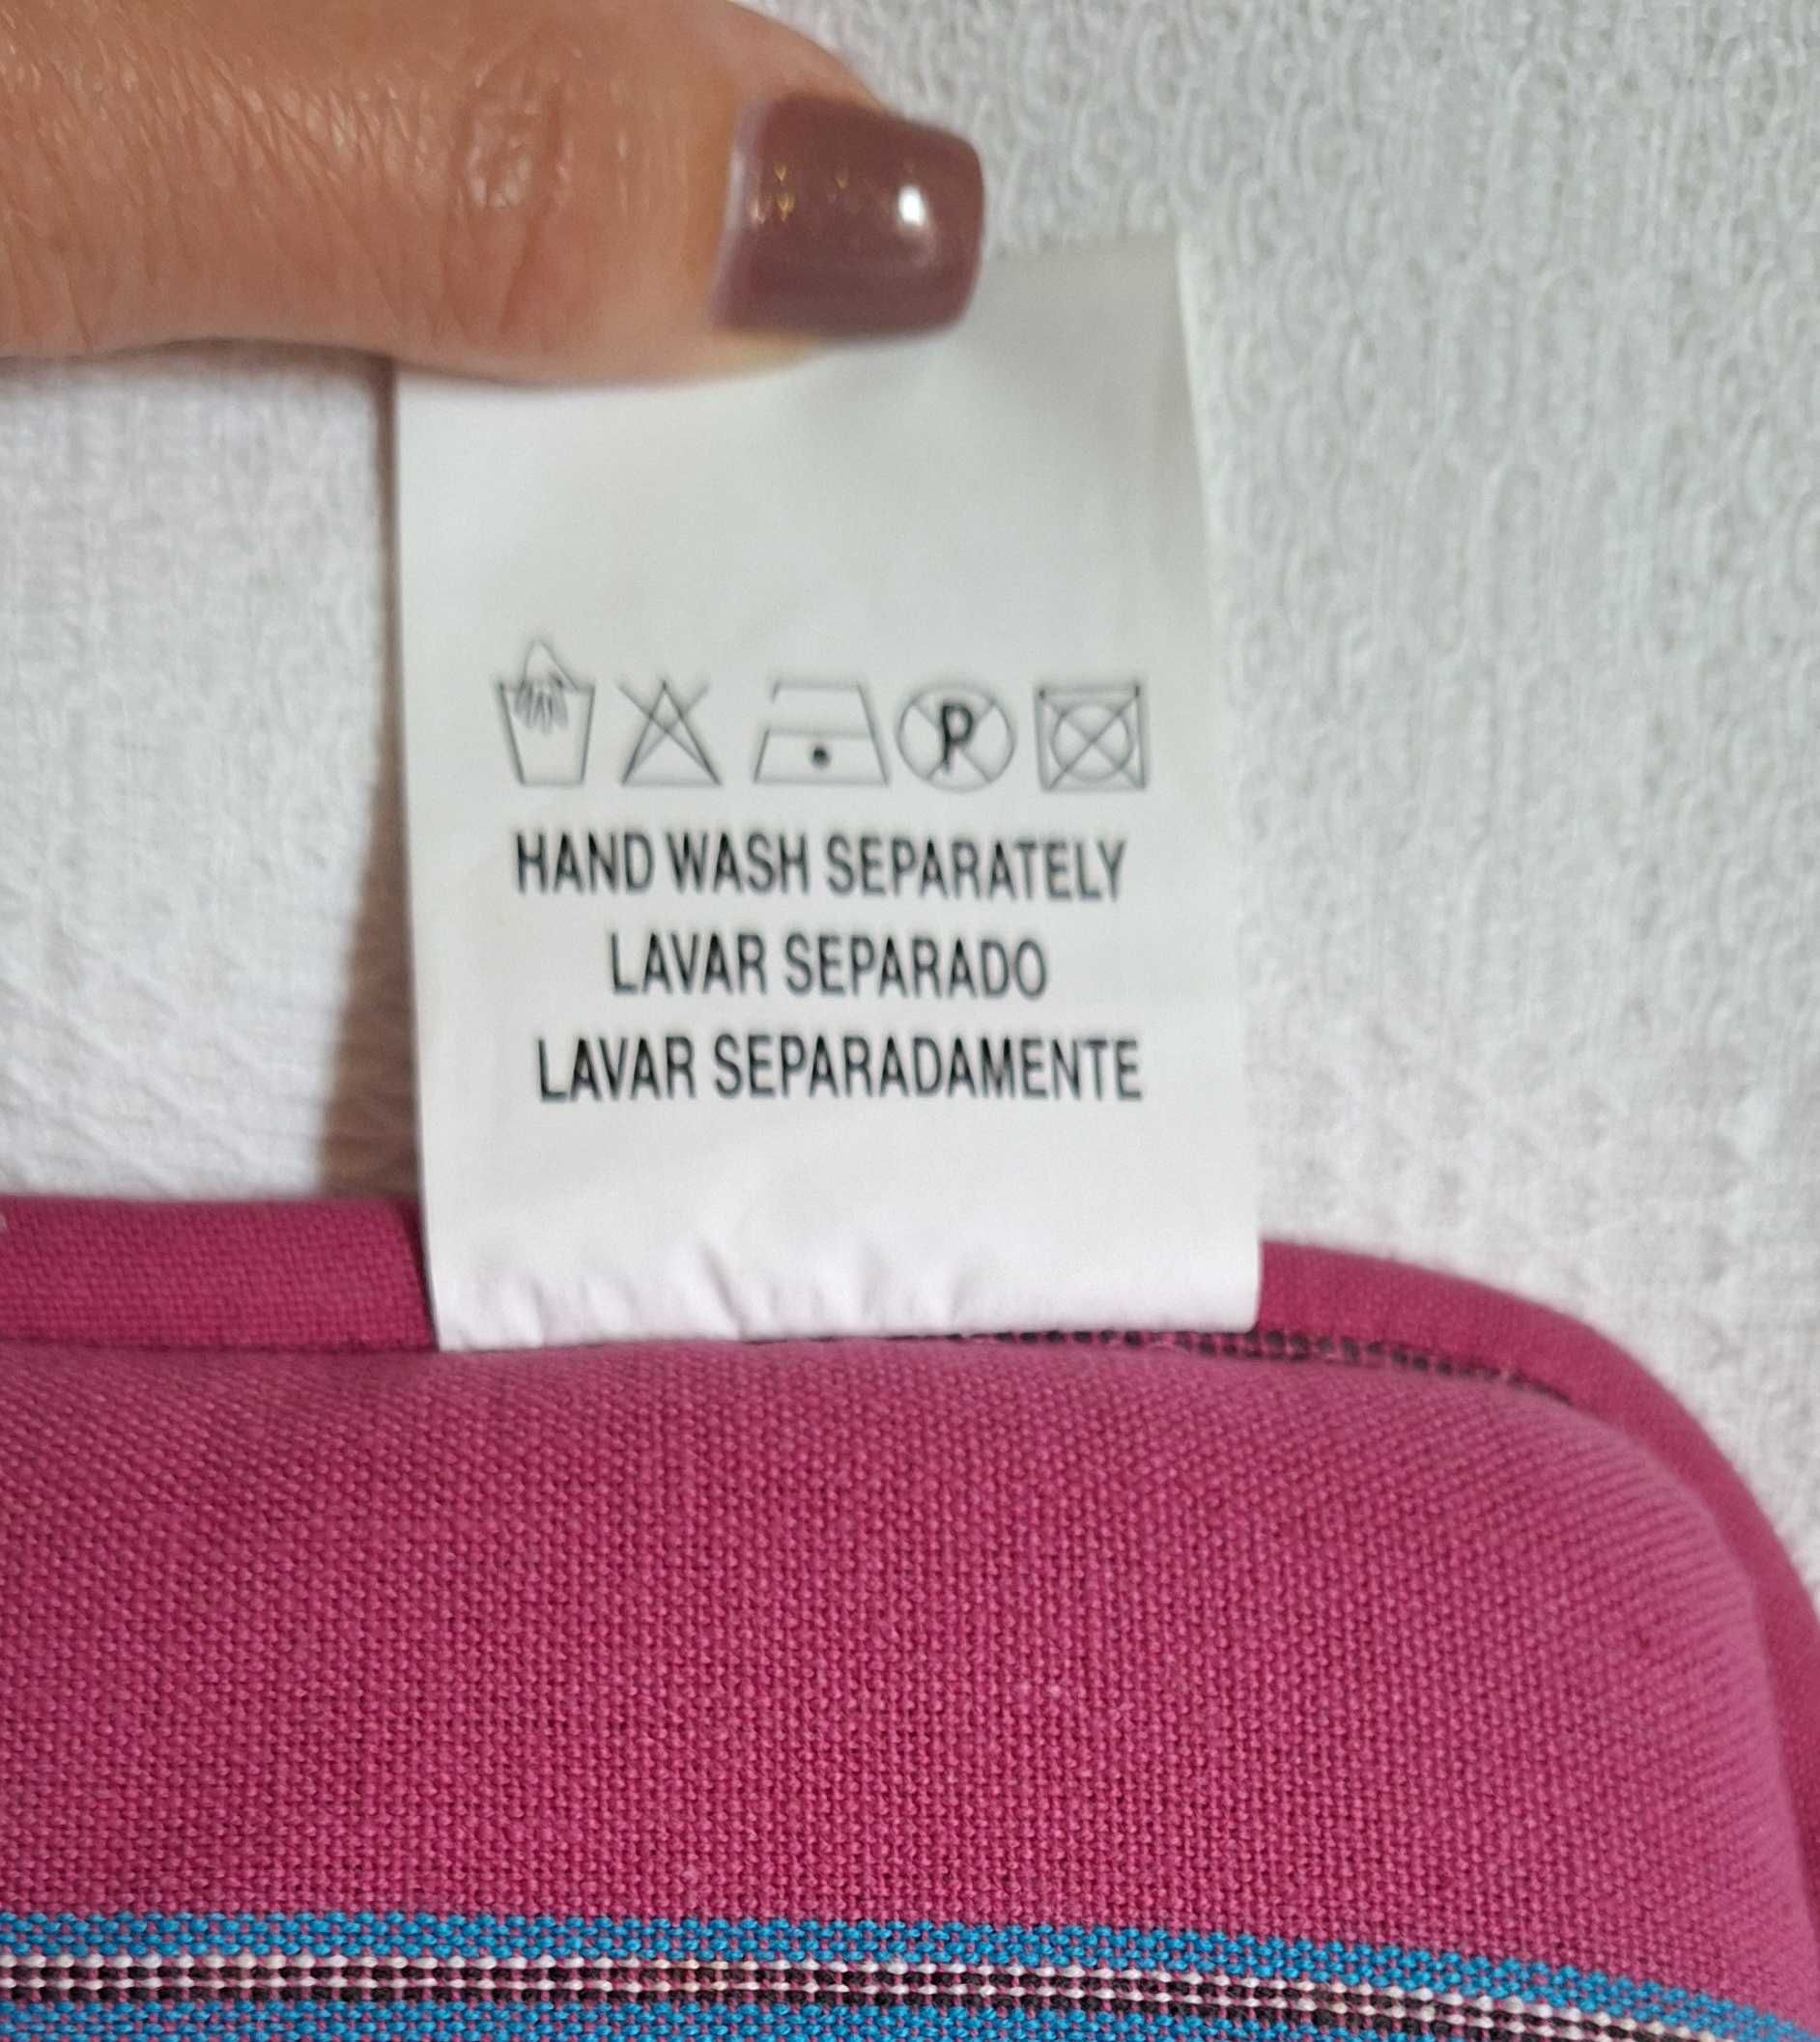 P
HAND WASH SEPARATELY
LAVAR SEPARADO
LAVAR SEPARADAMENTE